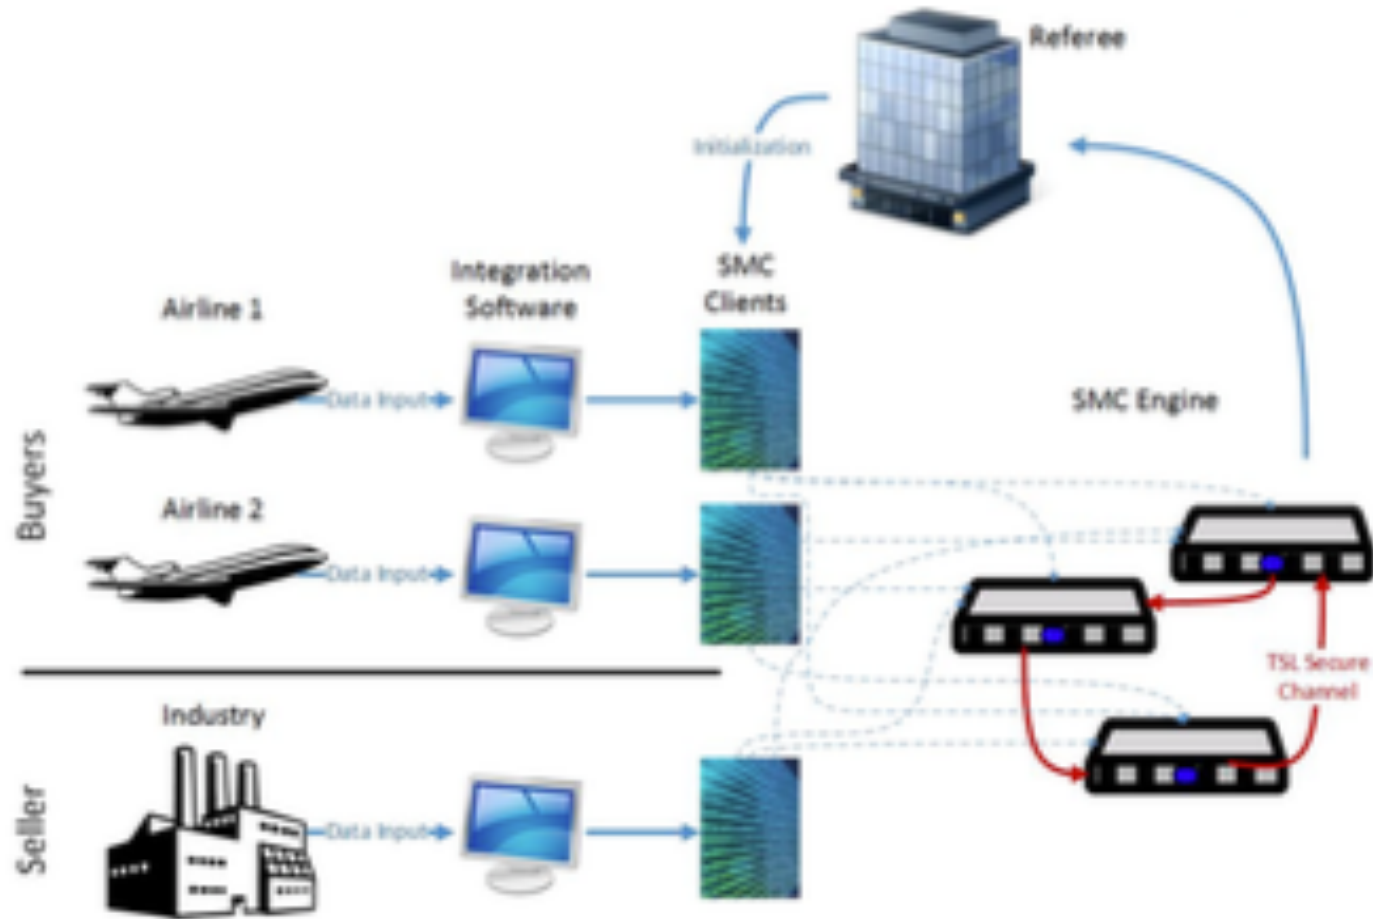 Referee
Initialization
Integration
Software
SMC
Clients
Airline 1
Data Input
SMC Engine
Buyers
Airline 2
Data Input
TSL Secure
Channel
Industry
Seller
Data Input